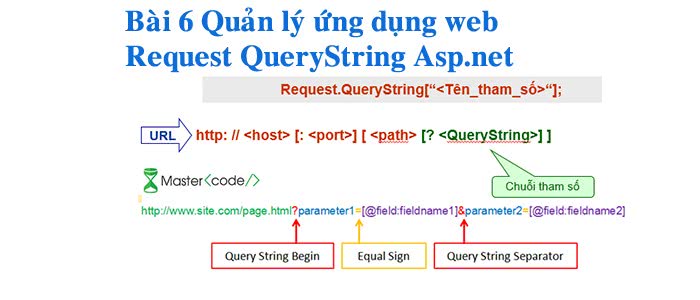 Bài 6 Quản lý ứng dụng web
Request QueryString Asp.net
Request.QueryString[“<Tên_tham_số>“];
URL
http: // <host> [: <port>] [ <path> [? <QueryString>] ]
Chuỗi tham số
Master<code/>
http://www.site.com/page.html?parameter1=[@field:fieldname1]&parameter2=[@field:fieldname2]
Query String Begin
Equal Sign
Query String Separator